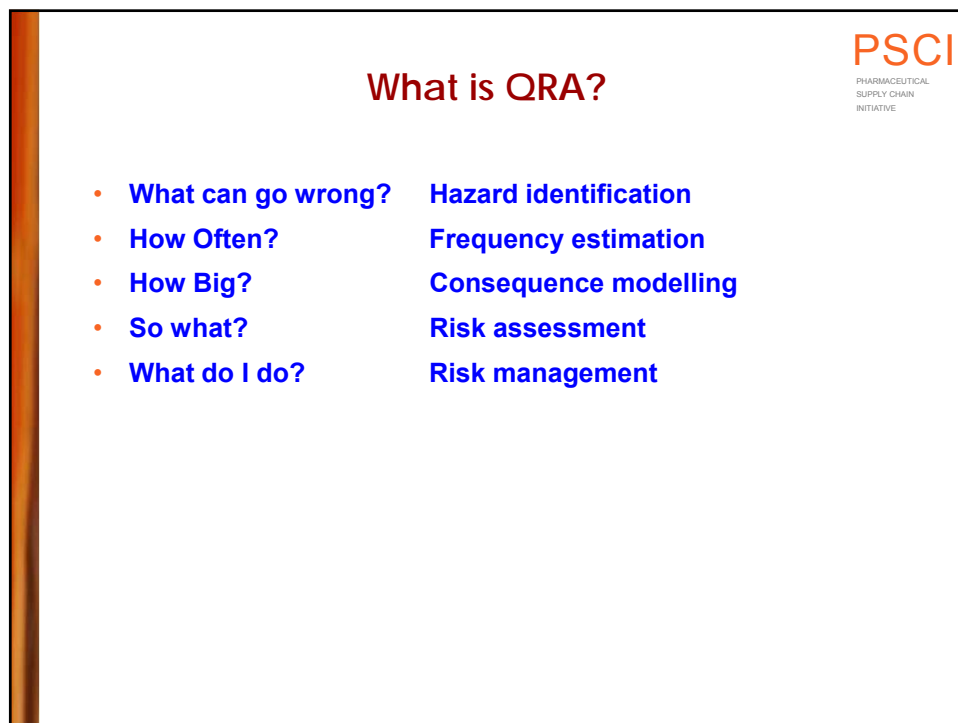 What is QRA?
PSCI
PHARMACEUTICAL
SUPPLY CHAIN
INITIATIVE
• What can go wrong? Hazard identification
• How Often? Frequency estimation
• How Big? Consequence modelling
• So what? Risk assessment
• What do I do? Risk management